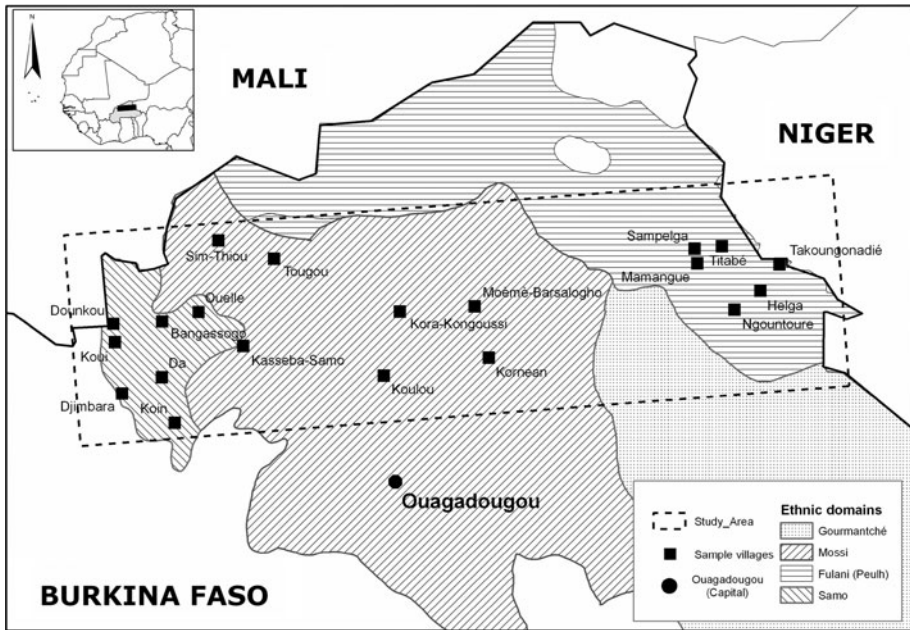 N
MALI
NIGER
Sim-Thiou
Tougou
Sampelga
Titabé
Takoungonadié
Mamangue
Helga
Ngountoure
Dounkou
Ouelle
Bangassogo
Koui
Da
Kasseba-Samo
Djimbara
Koin
Moémé-Barsalogho
Kora-Kongoussi
Kornean
Koulou
Ouagadougou
BURKINA FASO
Study_Area
Sample villages
Ouagadougou
(Capital)
Ethnic domains
Gourmantché
Mossi
Fulani (Peulh)
Samo